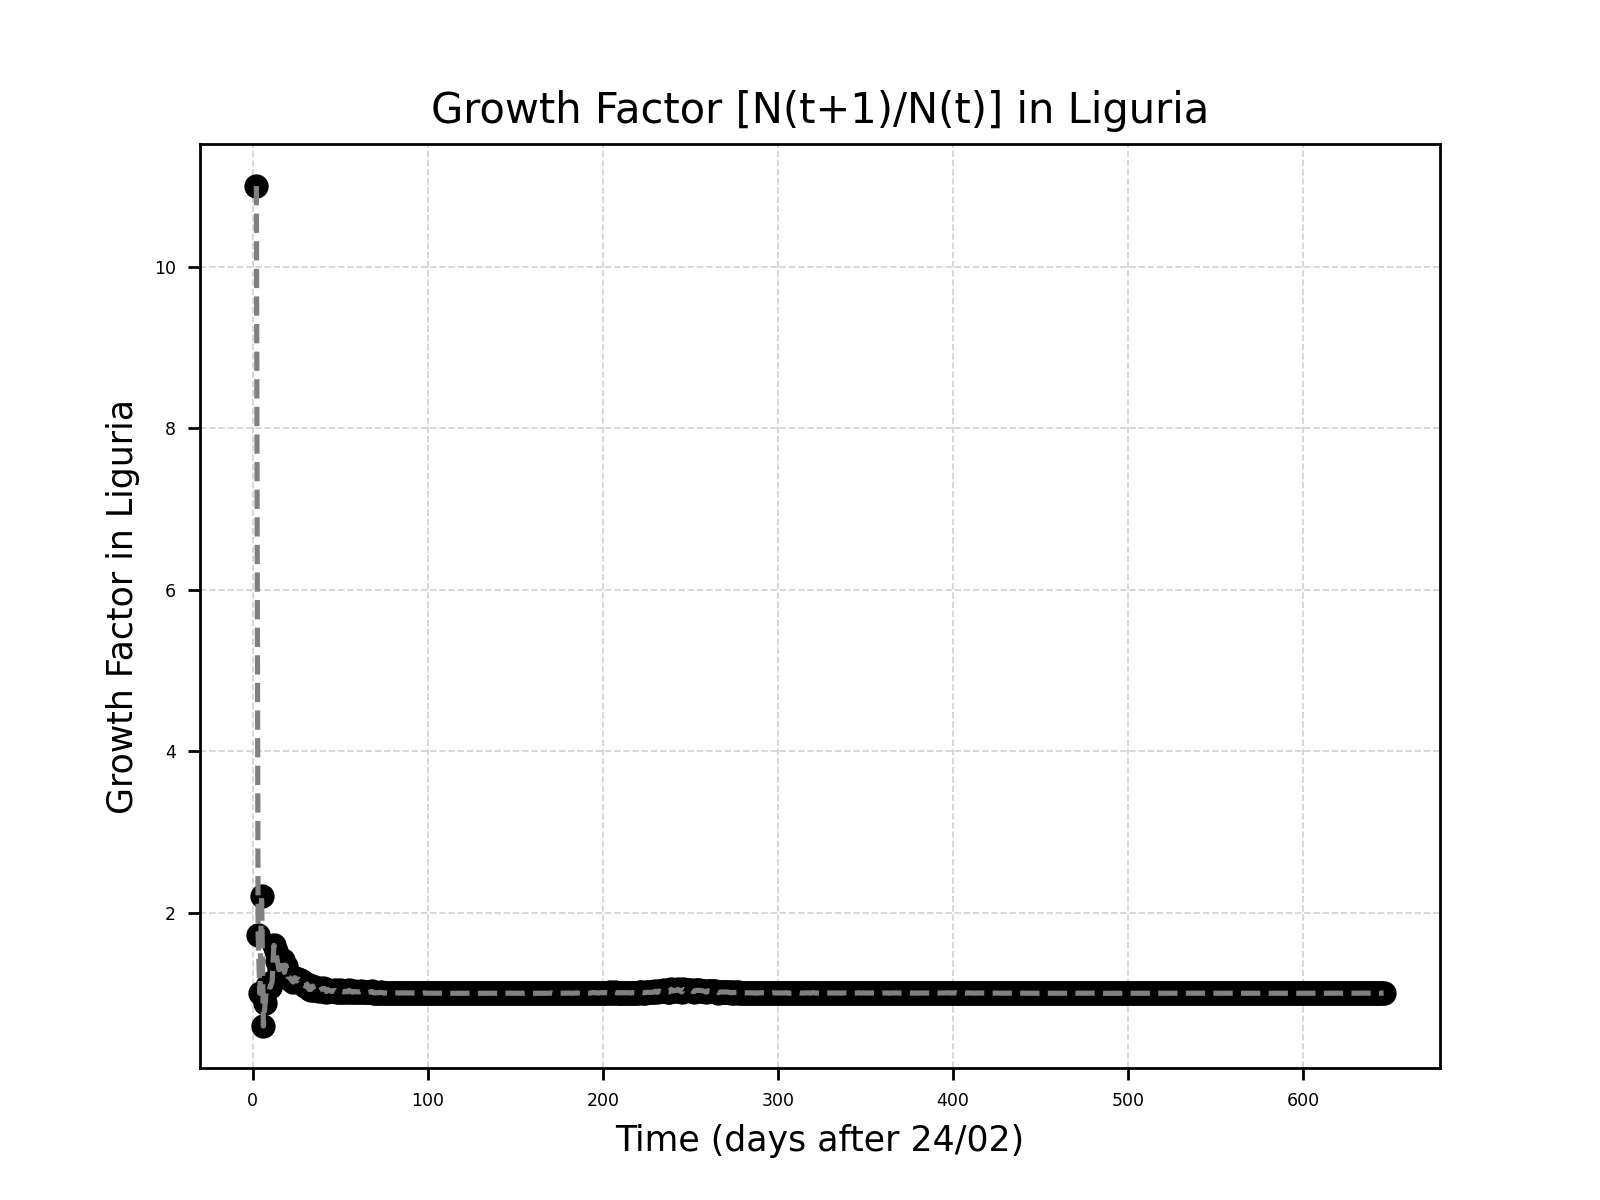 Growth Factor [N(t+1)/N(t)] in Liguria
Growth Factor in Liguria
10
8
6
4
2
0 100 200 300 400 500 600
Time (days after 24/02)